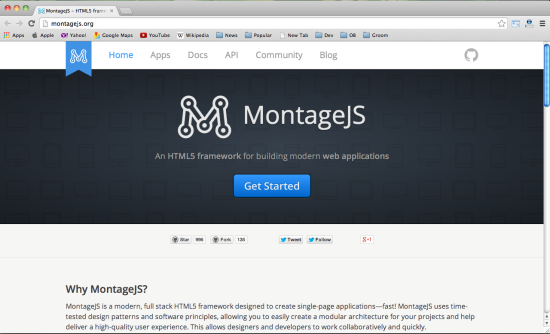 MontageJS – HTML5 frame
montagejs.org
Apps Apple Yahoo! Google Maps YouTube Wikipedia News Popular New Tab Dev OB Groom
Home Apps Docs API Community Blog
MontageJS
An HTML5 framework for building modern web applications
Get Started
Star 996 Fork 138 Tweet Follow +1
Why MontageJS?
MontageJS is a modern, full stack HTML5 framework designed to create single-page applications—fast! MontageJS uses time-
tested design patterns and software principles, allowing you to easily create a modular architecture for your projects and help
deliver a high-quality user experience. This allows designers and developers to work collaboratively and quickly.